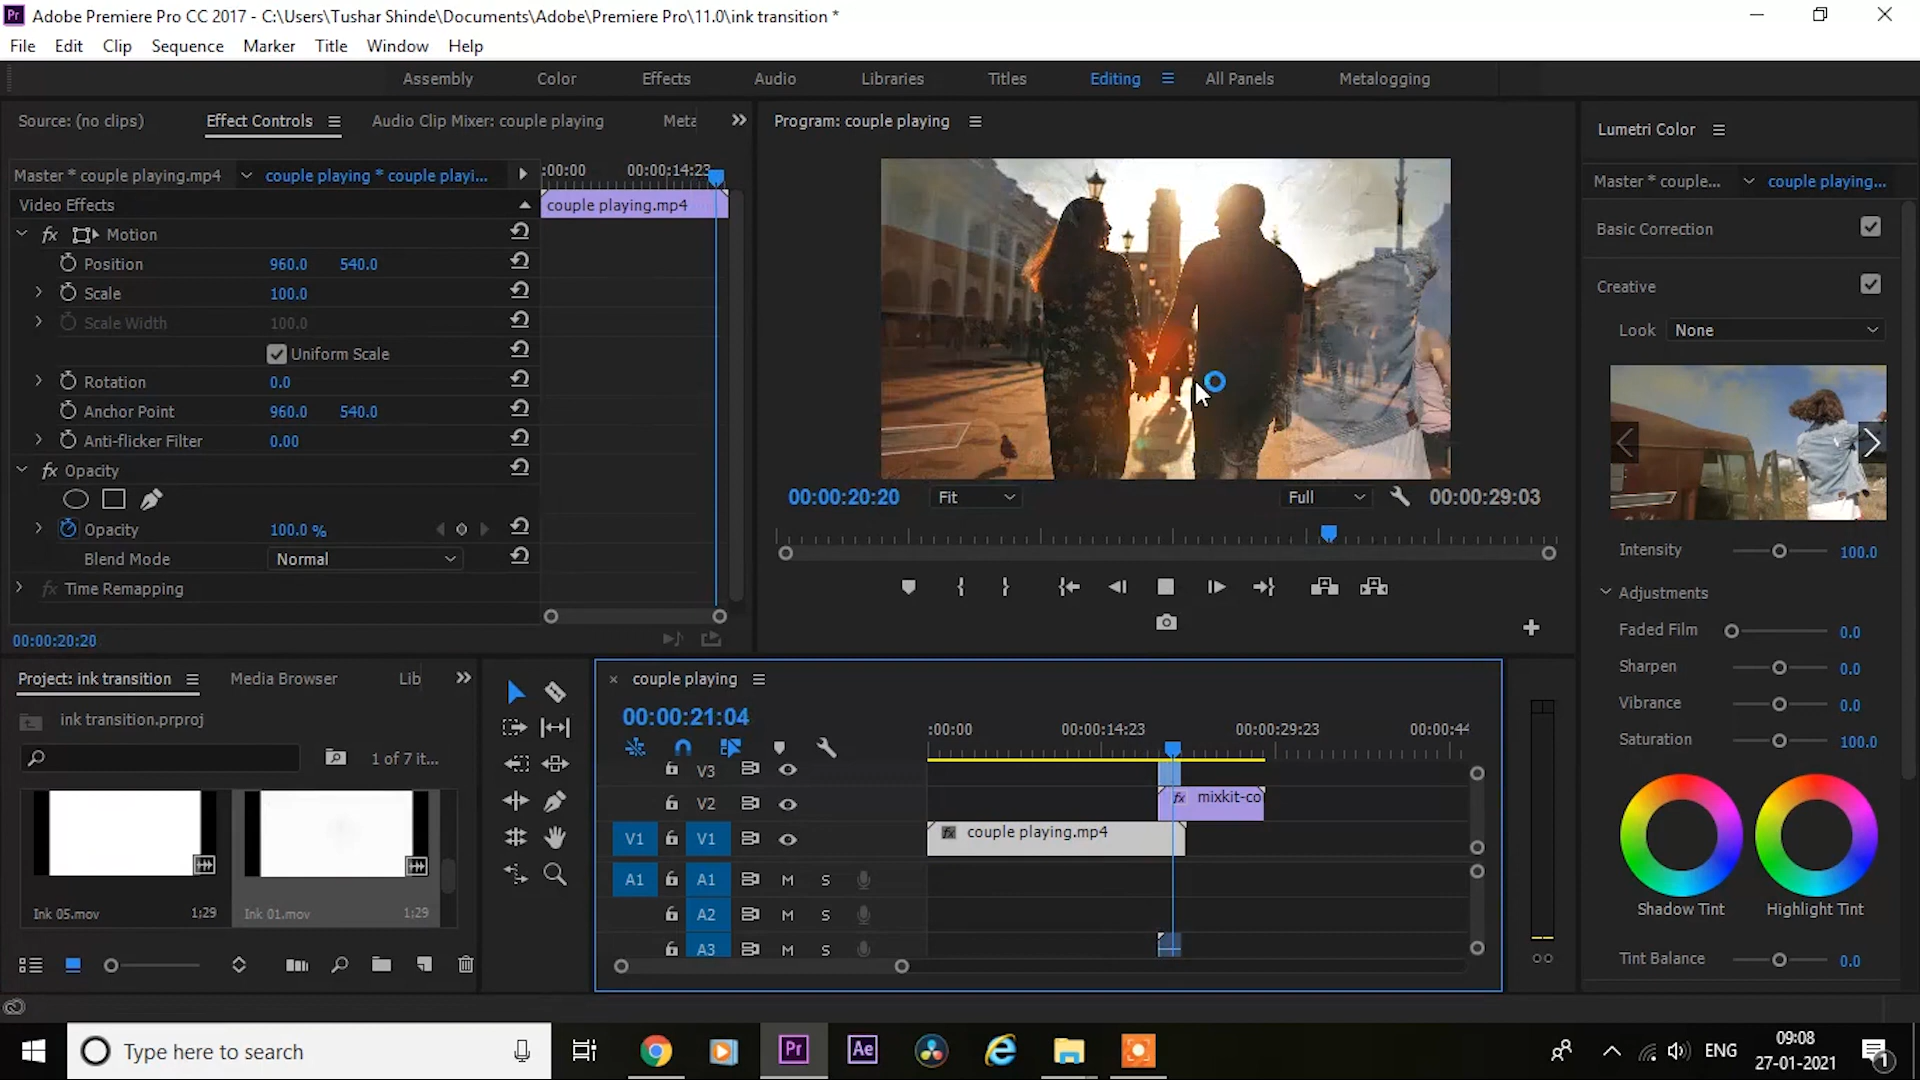 Adobe Premiere Pro CC 2017 - C:\Users\Tushar Shinde\Documents\Adobe\Premiere Pro\11.0\ink transition *
File Edit Clip Sequence Marker Title Window Help
Assembly Color Effects Audio Libraries Titles Editing All Panels Metalogging
Source: (no clips) Effect Controls Audio Clip Mixer: couple playing Meta
Master * couple playing.mp4 couple playing * couple playi...
:00:00 00:00:14:23
Video Effects
couple playing.mp4
fx Motion
Position 960.0 540.0
Scale 100.0
Scale Width 100.0
Uniform Scale
Rotation 0.0
Anchor Point 960.0 540.0
Anti-flicker Filter 0.00
fx Opacity
Opacity 100.0 %
Blend Mode Normal
fx Time Remapping
00:00:20:20
Program: couple playing
00:00:20:20 Fit Full 00:00:29:03
Lumetri Color
Master * couple... couple playing...
Basic Correction
Creative
Look None
Intensity 100.0
Adjustments
Faded Film 0.0
Sharpen 0.0
Vibrance 0.0
Saturation 100.0
Shadow Tint Highlight Tint
Tint Balance 0.0
Project: ink transition Media Browser Lib
ink transition.prproj
1 of 7 it...
Ink 05.mov 1;29 Ink 01.mov 1;29
× couple playing
00:00:21:04
:00:00 00:00:14:23 00:00:29:23 00:00:44
V3
V2 fx mixkit-co
V1 V1 fx couple playing.mp4
A1 A1 M S
A2 M S
A3 M S
Type here to search
Pr
Ae
ENG
09:08
27-01-2021
1